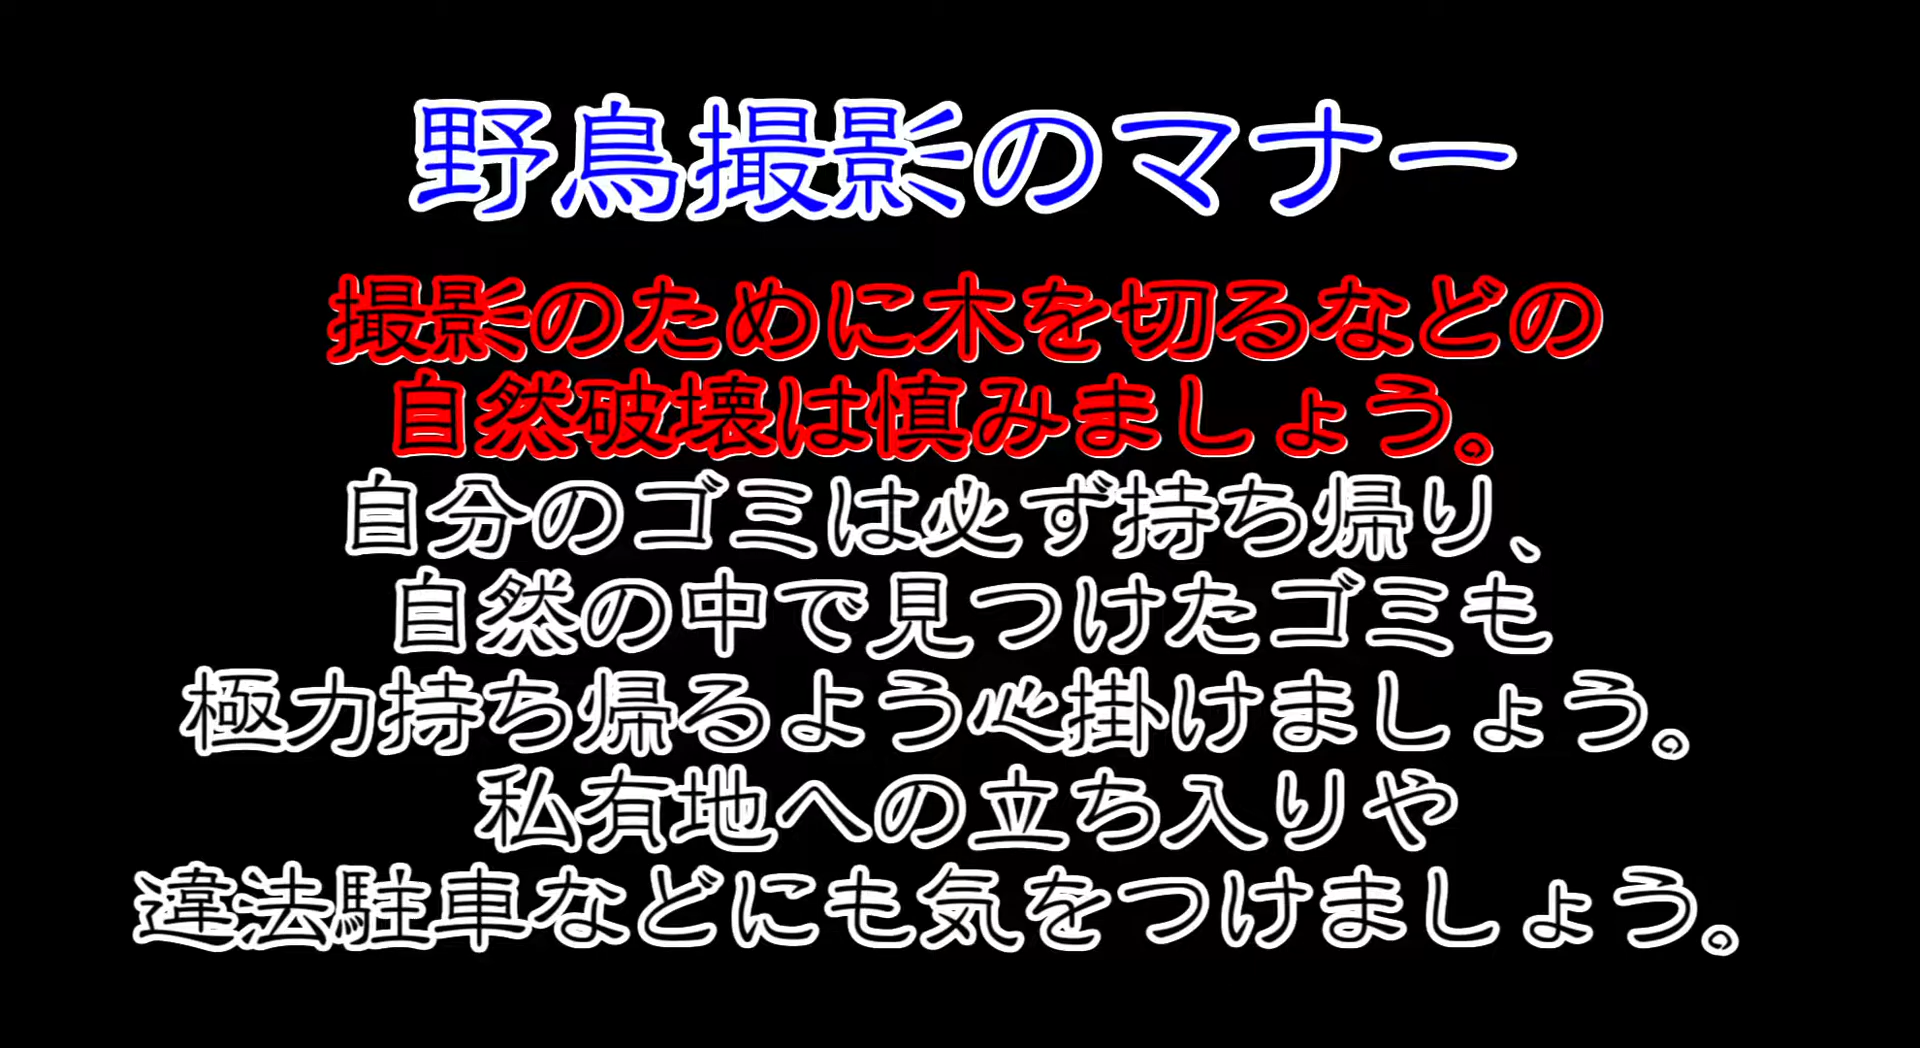 野鳥撮影のマナー
撮影のために木を切るなどの
自然破壊は慎みましょう。
自分のゴミは必ず持ち帰り、
自然の中で見つけたゴミも
極力持ち帰るよう心掛けましょう。
私有地への立ち入りや
違法駐車などにも気をつけましょう。